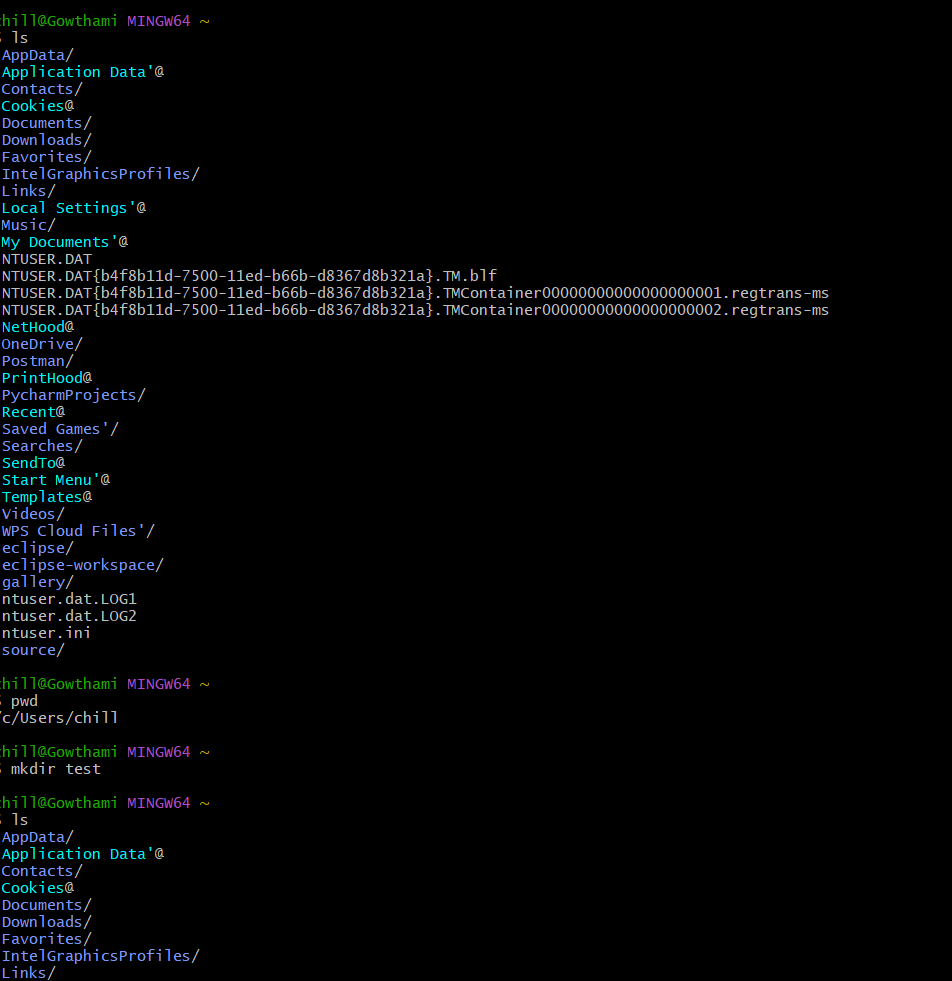 hill@Gowthami MINGW64 ~
$ ls
AppData/
Application Data'@
Contacts/
Cookies@
Documents/
Downloads/
Favorites/
IntelGraphicsProfiles/
Links/
Local Settings'@
Music/
My Documents'@
NTUSER.DAT
NTUSER.DAT{b4f8b11d-7500-11ed-b66b-d8367d8b321a}.TM.blf
NTUSER.DAT{b4f8b11d-7500-11ed-b66b-d8367d8b321a}.TMContainer00000000000000000001.regtrans-ms
NTUSER.DAT{b4f8b11d-7500-11ed-b66b-d8367d8b321a}.TMContainer00000000000000000002.regtrans-ms
NetHood@
OneDrive/
Postman/
PrintHood@
PycharmProjects/
Recent@
Saved Games'/
Searches/
SendTo@
Start Menu'@
Templates@
Videos/
WPS Cloud Files'/
eclipse/
eclipse-workspace/
gallery/
ntuser.dat.LOG1
ntuser.dat.LOG2
ntuser.ini
source/
hill@Gowthami MINGW64 ~
$ pwd
/c/Users/chill
hill@Gowthami MINGW64 ~
$ mkdir test
hill@Gowthami MINGW64 ~
$ ls
AppData/
Application Data'@
Contacts/
Cookies@
Documents/
Downloads/
Favorites/
IntelGraphicsProfiles/
Links/